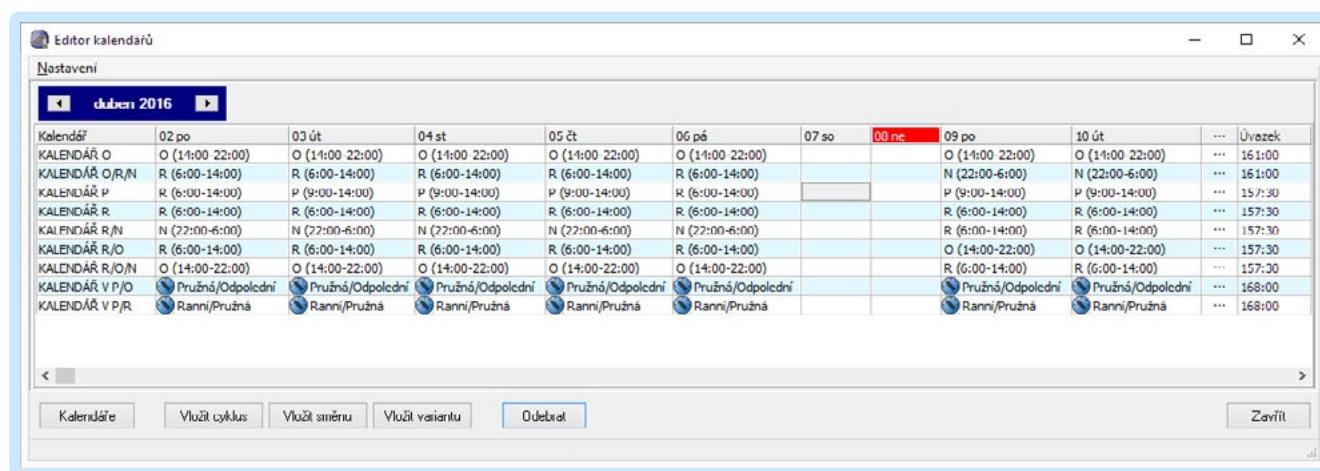 Editor kalendářů
Nastavení
duben 2016
Kalendář 02 po 03 út 04 st 05 čt 06 pá 07 so 08 ne 09 po 10 út ... Úvazek
KALENDÁŘ O O (14:00-22:00) O (14:00-22:00) O (14:00-22:00) O (14:00-22:00) O (14:00-22:00) O (14:00-22:00) O (14:00-22:00) ... 161:00
KALENDÁŘ O/R/N R (6:00-14:00) R (6:00-14:00) R (6:00-14:00) R (6:00-14:00) R (6:00-14:00) N (22:00-6:00) N (22:00-6:00) ... 161:00
KALENDÁŘ P R (6:00-14:00) P (9:00-14:00) P (9:00-14:00) P (9:00-14:00) R (6:00-14:00) P (9:00-14:00) P (9:00-14:00) ... 157:30
KALENDÁŘ R R (6:00-14:00) R (6:00-14:00) R (6:00-14:00) R (6:00-14:00) R (6:00-14:00) R (6:00-14:00) R (6:00-14:00) ... 157:30
KALENDÁŘ R/N N (22:00-6:00) N (22:00-6:00) N (22:00-6:00) N (22:00-6:00) N (22:00-6:00) R (6:00-14:00) R (6:00-14:00) ... 157:30
KALENDÁŘ R/O R (6:00-14:00) R (6:00-14:00) R (6:00-14:00) R (6:00-14:00) R (6:00-14:00) O (14:00-22:00) O (14:00-22:00) ... 157:30
KALENDÁŘ R/O/N O (14:00-22:00) O (14:00-22:00) O (14:00-22:00) O (14:00-22:00) O (14:00-22:00) R (6:00-14:00) R (6:00-14:00) ... 157:30
KALENDÁŘ V P/O Pružná/Odpolední Pružná/Odpolední Pružná/Odpolední Pružná/Odpolední Pružná/Odpolední Pružná/Odpolední Pružná/Odpolední ... 168:00
KALENDÁŘ V P/R Ranní/Pružná Ranní/Pružná Ranní/Pružná Ranní/Pružná Ranní/Pružná Ranní/Pružná Ranní/Pružná ... 168:00
Kalendáře Vložit cyklus Vložit směnu Vložit variantu Odebrat Zavřít